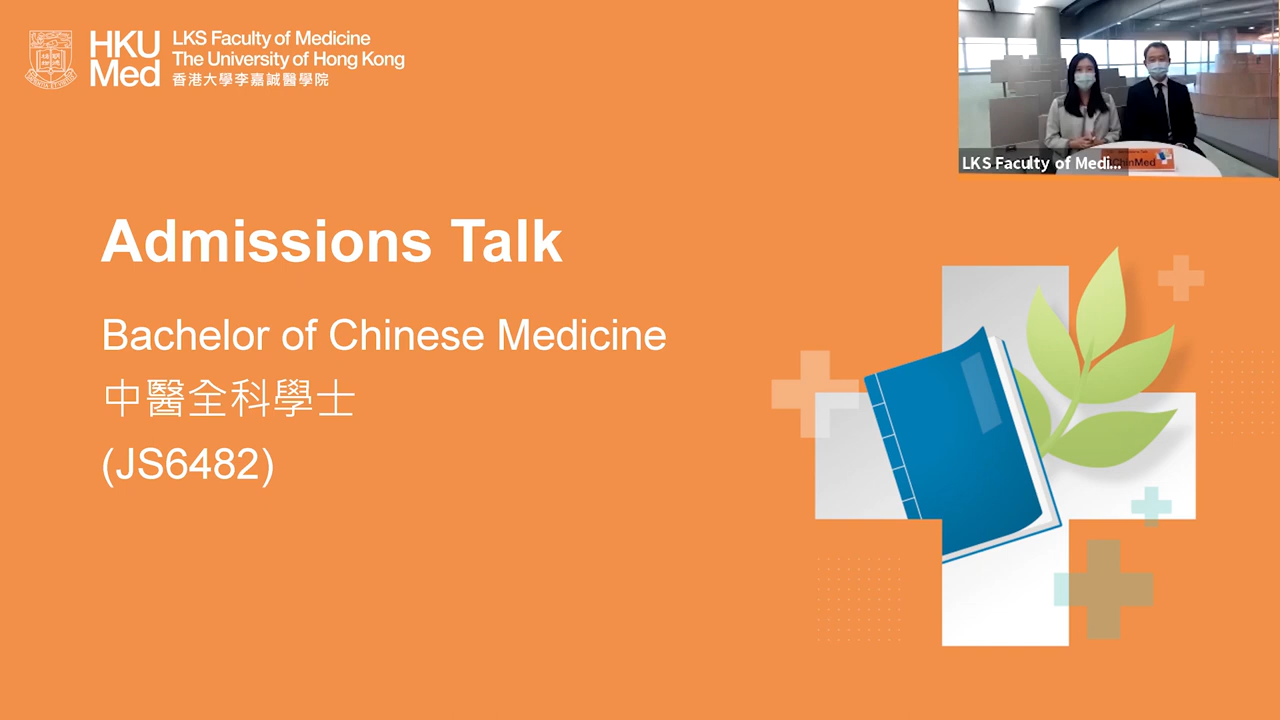 HKU
Med
LKS Faculty of Medicine
The University of Hong Kong
香港大學李嘉誠醫學院
LKS Faculty of Medi...
ChinMed
Admissions Talk
Bachelor of Chinese Medicine
中醫全科學士
(JS6482)